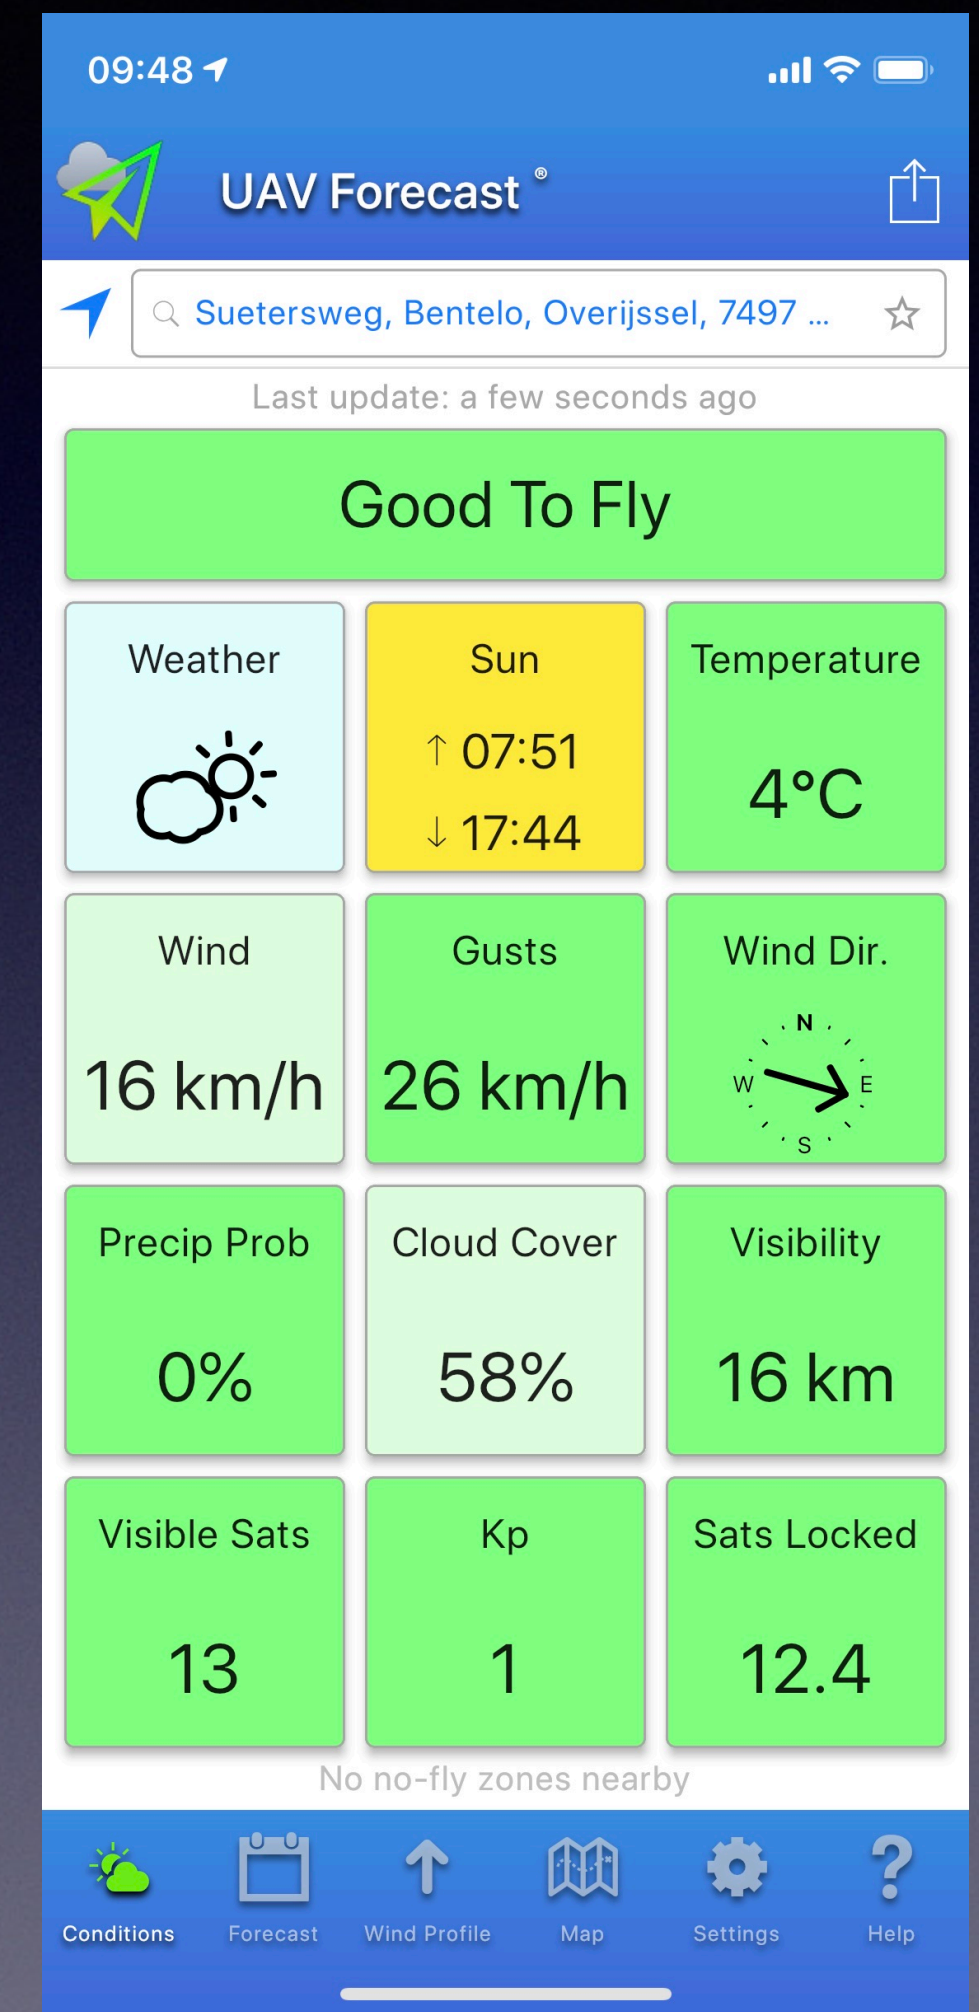 09:48
UAV Forecast ®
Suetersweg, Bentelo, Overijssel, 7497 ...
Last update: a few seconds ago
Good To Fly
Weather
Sun
↑ 07:51
↓ 17:44
Temperature
4°C
Wind
16 km/h
Gusts
26 km/h
Wind Dir.
N
W E
S
Precip Prob
0%
Cloud Cover
58%
Visibility
16 km
Visible Sats
13
Kp
1
Sats Locked
12.4
No no-fly zones nearby
Conditions Forecast Wind Profile Map Settings Help